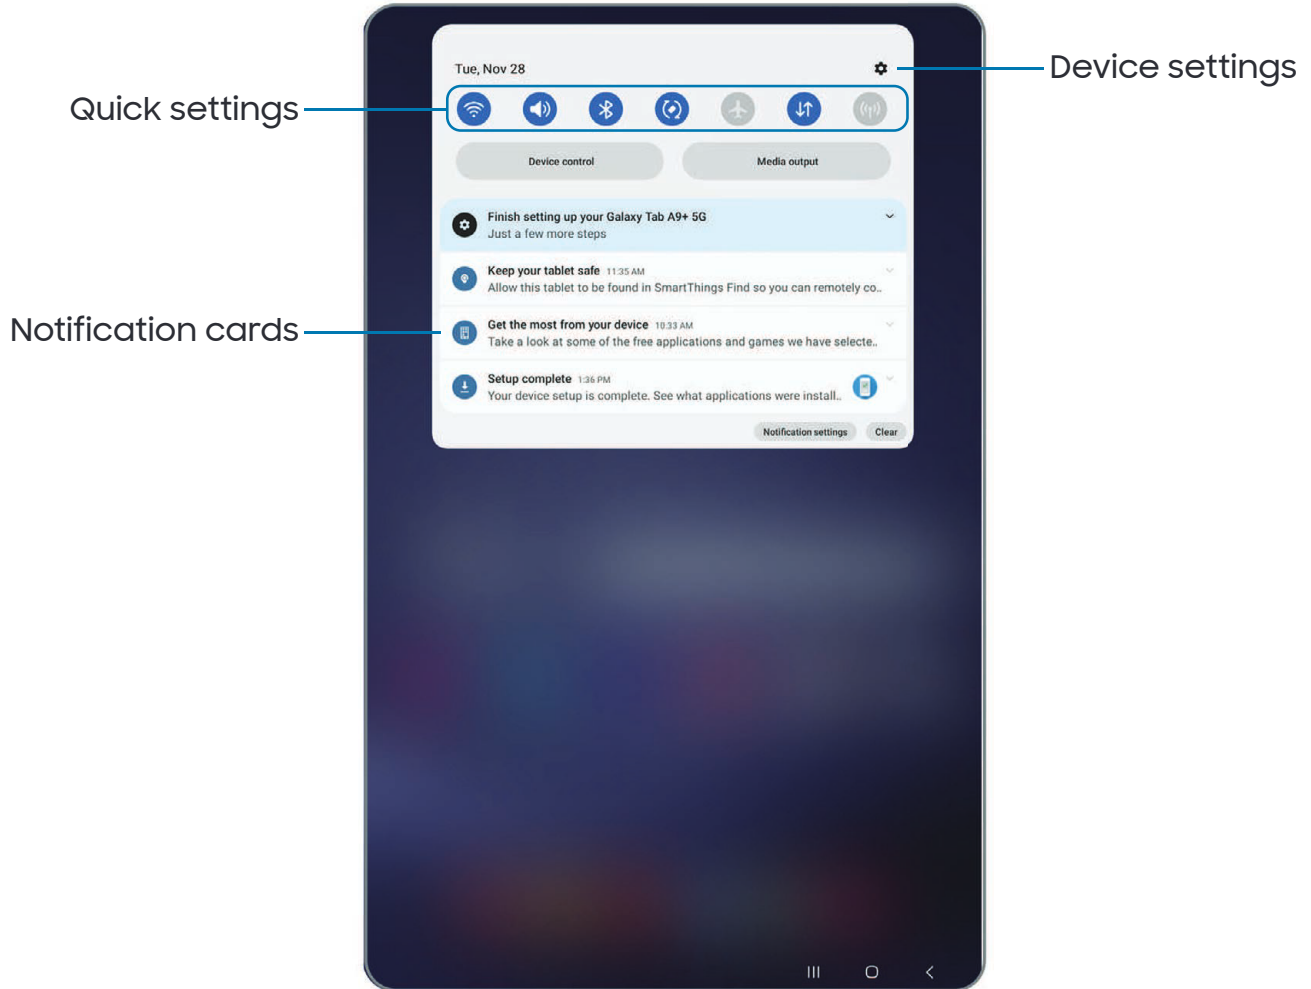 Tue, Nov 28
Device settings
Quick settings
Device control
Media output
Finish setting up your Galaxy Tab A9+ 5G
Just a few more steps
Keep your tablet safe 11:35 AM
Allow this tablet to be found in SmartThings Find so you can remotely co..
Notification cards
Get the most from your device 10:33 AM
Take a look at some of the free applications and games we have selecte..
Setup complete 1:36 PM
Your device setup is complete. See what applications were install..
Notification settings
Clear